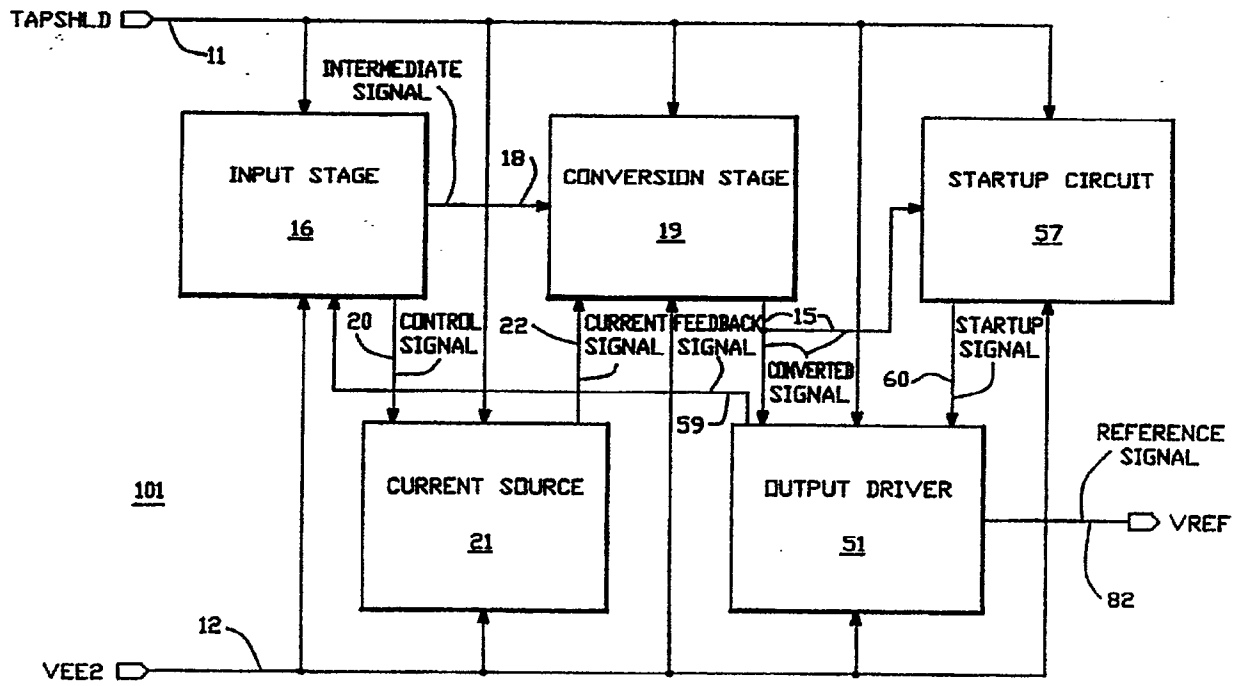 TAPSHLD
11
INTERMEDIATE
SIGNAL
18
INPUT STAGE
16
CONVERSION STAGE
19
STARTUP CIRCUIT
57
20
CONTROL
SIGNAL
22
CURRENT
SIGNAL
FEEDBACK
SIGNAL
15
CONVERTED
SIGNAL
STARTUP
SIGNAL
60
59
REFERENCE
SIGNAL
101
CURRENT SOURCE
21
OUTPUT DRIVER
51
VREF
82
12
VEE2